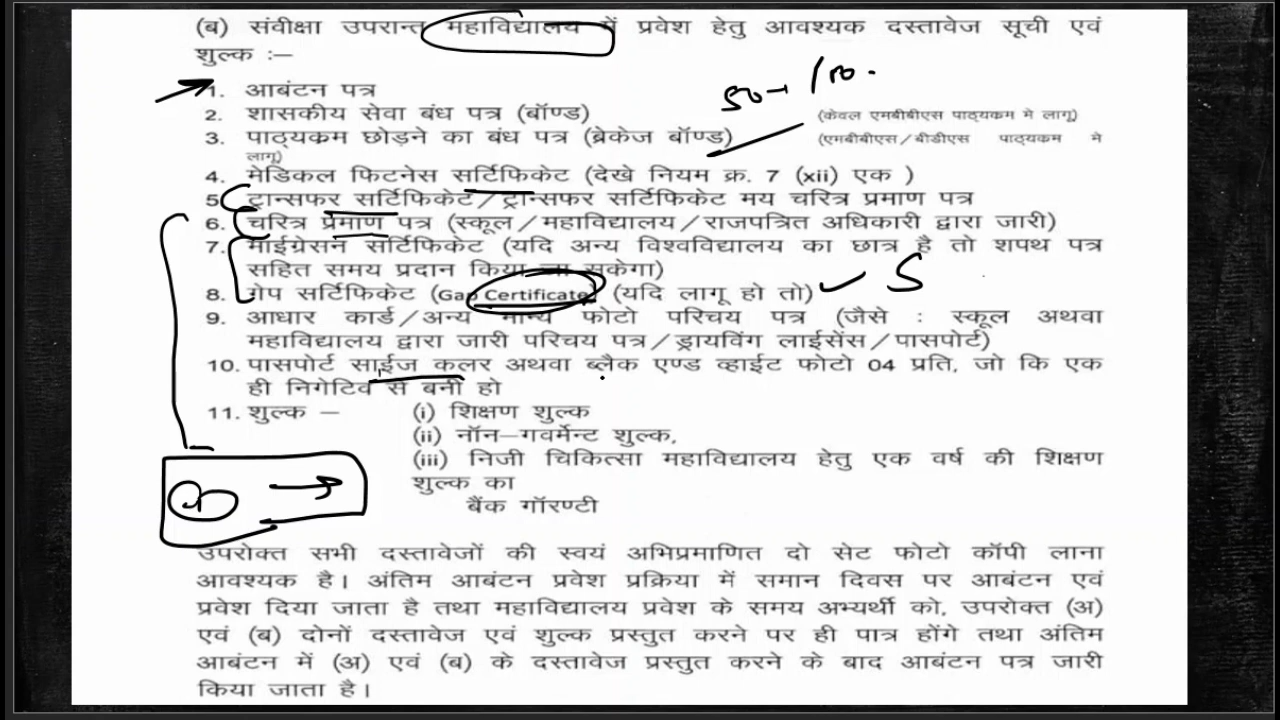 (ब) संवीक्षा उपरान्त महाविद्यालय में प्रवेश हेतु आवश्यक दस्तावेज सूची एवं
शुल्क :–
1. आबंटन पत्र
2. शासकीय सेवा बंध पत्र (बॉण्ड) (केवल एमबीबीएस पाठ्यकम मे लागू)
3. पाठ्यकम छोड़ने का बंध पत्र (ब्रेकेज बॉण्ड) (एमबीबीएस/बीडीएस पाठ्यकम मे
लागू)
4. मेडिकल फिटनेस सर्टिफिकेट (देखे नियम क्र. 7 (xii) एक )
5. ट्रान्सफर सर्टिफिकेट/ट्रान्सफर सर्टिफिकेट मय चरित्र प्रमाण पत्र
6. चरित्र प्रमाण पत्र (स्कूल/महाविद्यालय/राजपत्रित अधिकारी द्वारा जारी)
7. माईग्रेसन सर्टिफिकेट (यदि अन्य विश्वविद्यालय का छात्र है तो शपथ पत्र
सहित समय प्रदान किया जा सकेगा)
8. गेप सर्टिफिकेट (Gap Certificate) (यदि लागू हो तो)
9. आधार कार्ड/अन्य मान्य फोटो परिचय पत्र (जैसे : स्कूल अथवा
महाविद्यालय द्वारा जारी परिचय पत्र/ड्रायविंग लाईसेंस/पासपोर्ट)
10. पासपोर्ट साईज कलर अथवा ब्लैक एण्ड व्हाईट फोटो 04 प्रति, जो कि एक
ही निगेटिव से बनी हो
11. शुल्क – (i) शिक्षण शुल्क
(ii) नॉन–गवर्मेन्ट शुल्क,
(iii) निजी चिकित्सा महाविद्यालय हेतु एक वर्ष की शिक्षण
शुल्क का
बैंक गॉरण्टी
उपरोक्त सभी दस्तावेजों की स्वयं अभिप्रमाणित दो सेट फोटो कॉपी लाना
आवश्यक है। अंतिम आबंटन प्रवेश प्रक्रिया में समान दिवस पर आबंटन एवं
प्रवेश दिया जाता है तथा महाविद्यालय प्रवेश के समय अभ्यर्थी को, उपरोक्त (अ)
एवं (ब) दोनों दस्तावेज एवं शुल्क प्रस्तुत करने पर ही पात्र होंगे तथा अंतिम
आबंटन में (अ) एवं (ब) के दस्तावेज प्रस्तुत करने के बाद आबंटन पत्र जारी
किया जाता है।